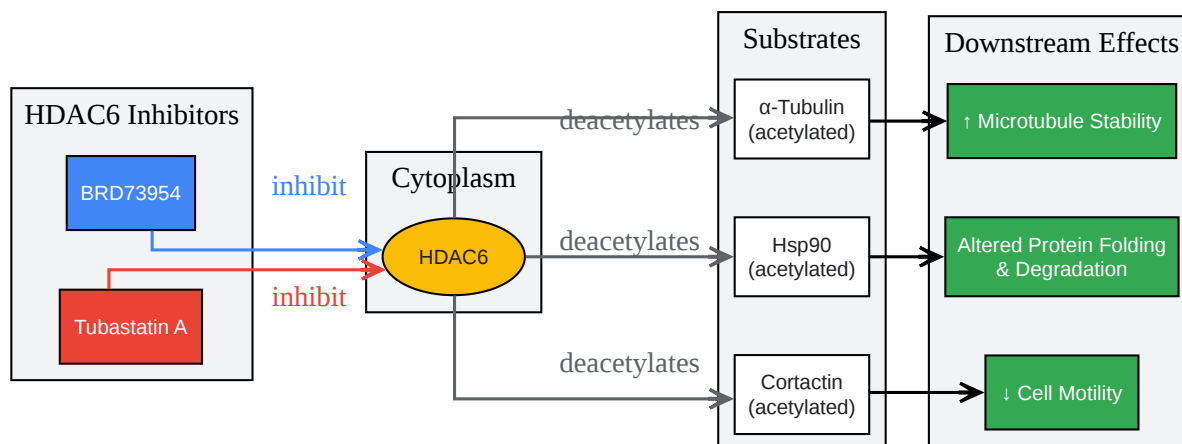 HDAC6 Inhibitors
BRD73954
Tubastatin A
inhibit
inhibit
Cytoplasm
HDAC6
deacetylates
deacetylates
deacetylates
Substrates
α-Tubulin
(acetylated)
Hsp90
(acetylated)
Cortactin
(acetylated)
Downstream Effects
↑ Microtubule Stability
Altered Protein Folding
& Degradation
↓ Cell Motility